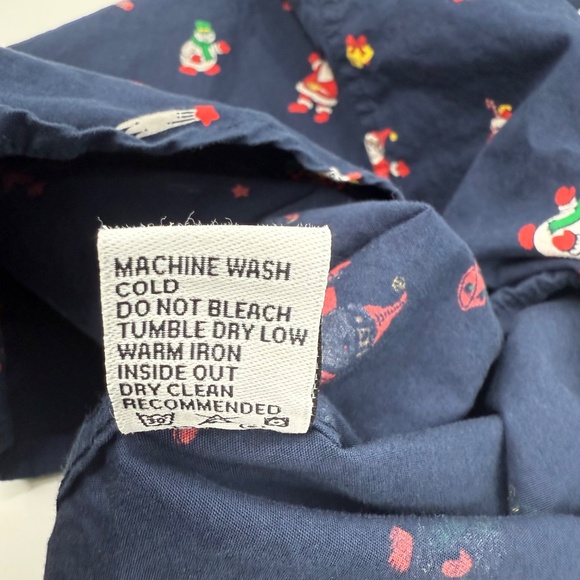 MACHINE WASH
COLD
DO NOT BLEACH
TUMBLE DRY LOW
WARM IRON
INSIDE OUT
DRY CLEAN
RECOMMENDED